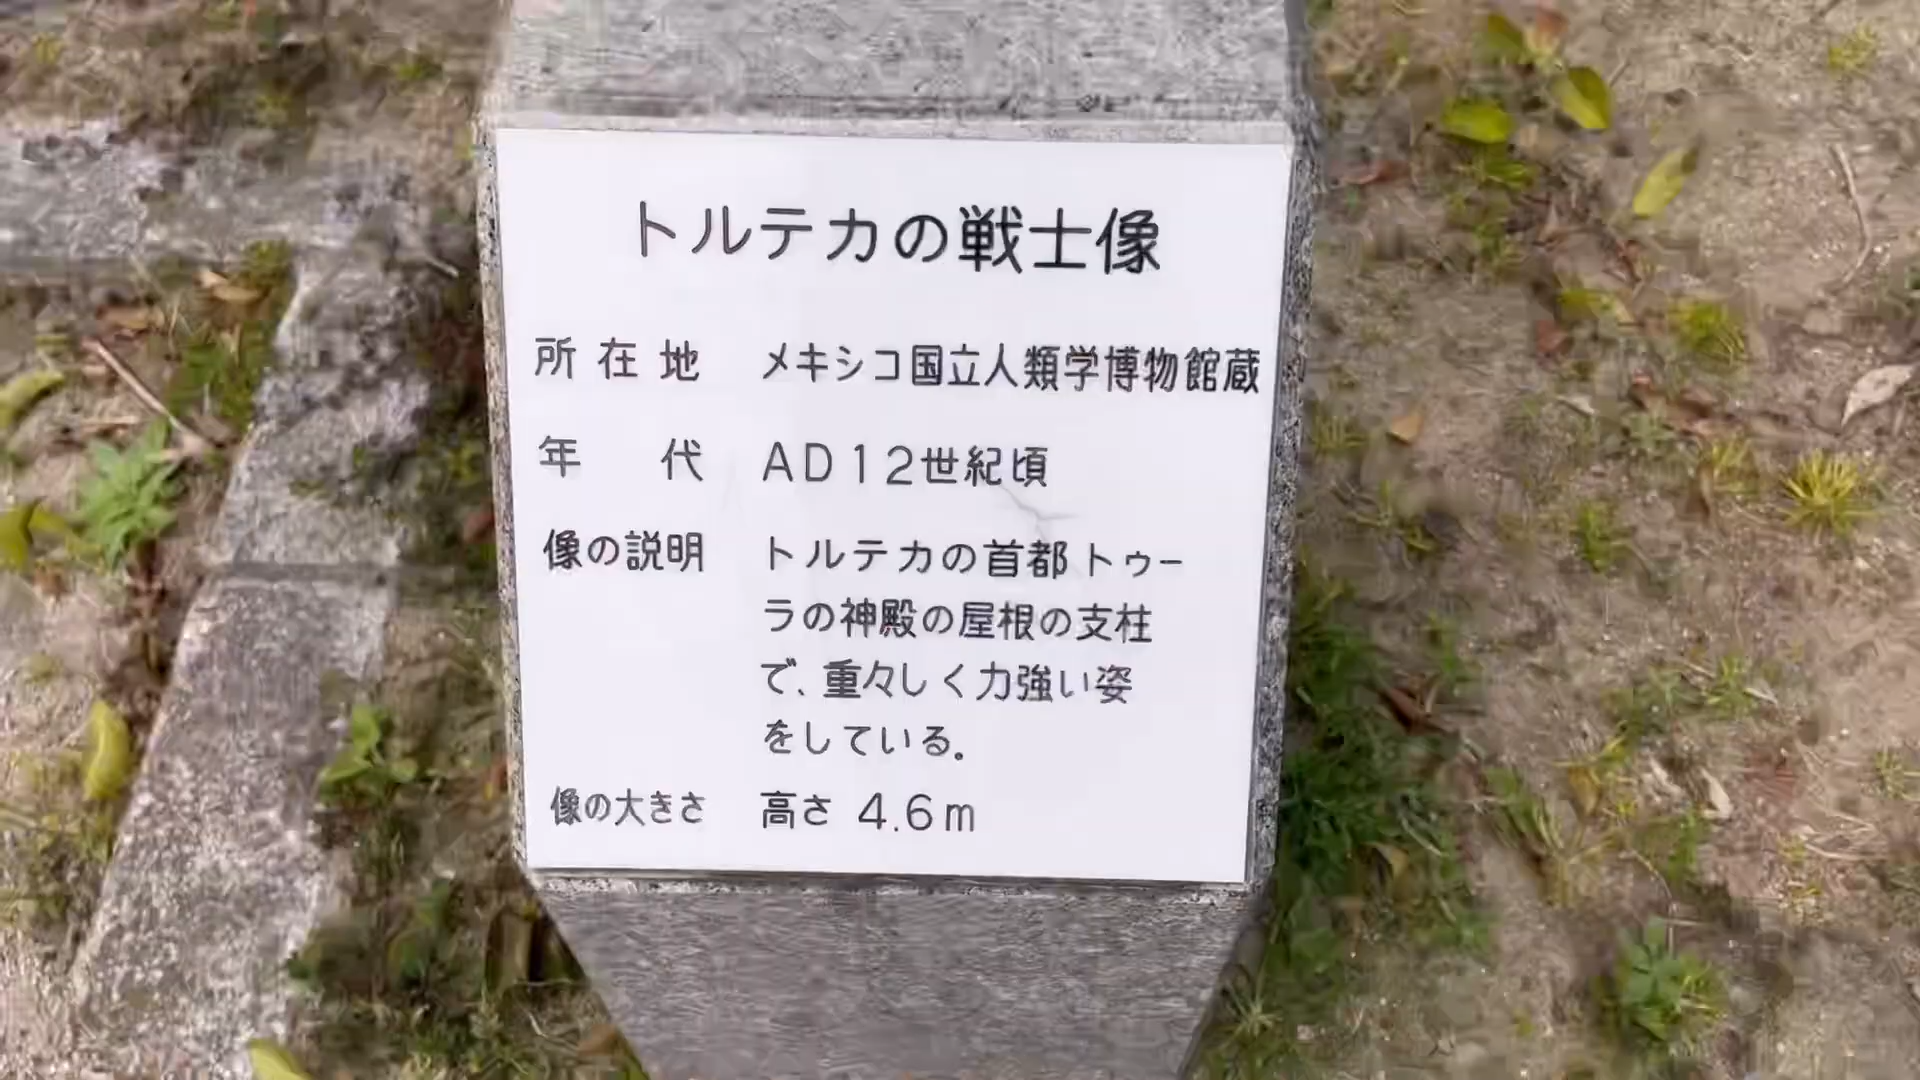 トルテカの戦士像
所在地 メキシコ国立人類学博物館蔵
年代 AD12世紀頃
像の説明 トルテカの首都トゥー
ラの神殿の屋根の支柱
で、重々しく力強い姿
をしている。
像の大きさ 高さ 4.6m